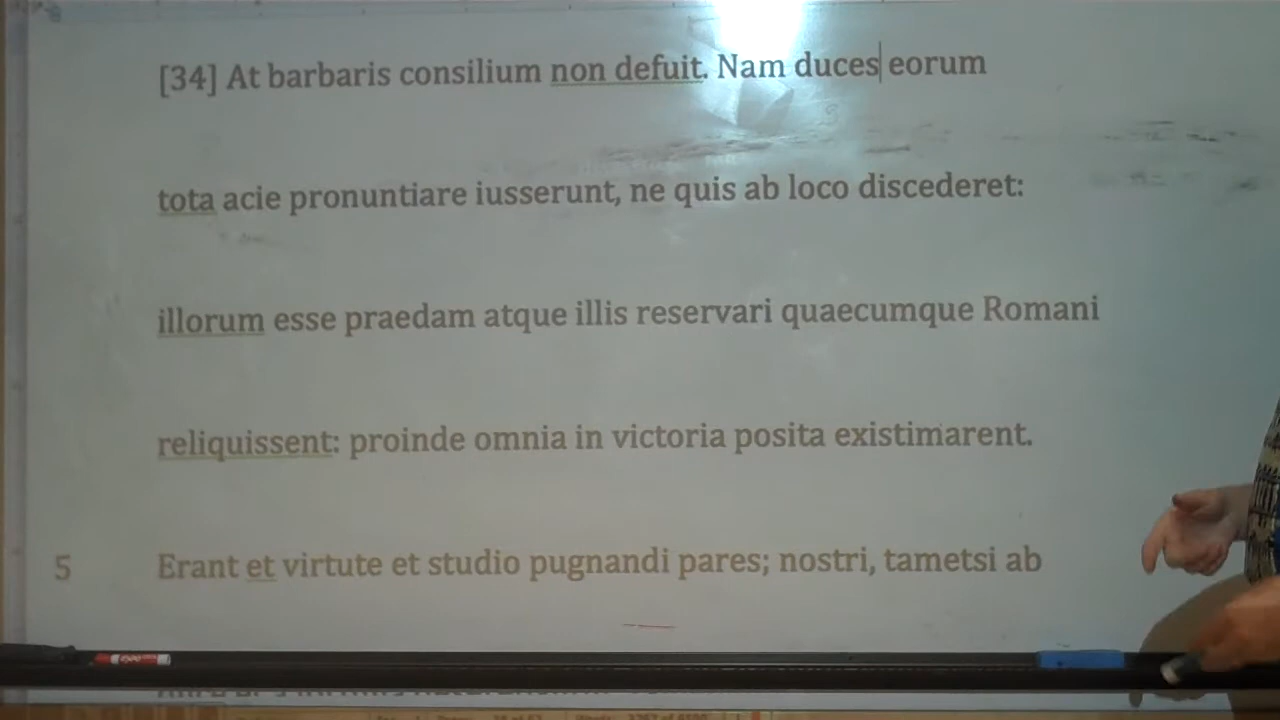 [34] At barbaris consilium non defuit. Nam duces eorum
tota acie pronuntiare iusserunt, ne quis ab loco discederet:
illorum esse praedam atque illis reservari quaecumque Romani
reliquissent: proinde omnia in victoria posita existimarent.
5 Erant et virtute et studio pugnandi pares; nostri, tametsi ab
EXPO